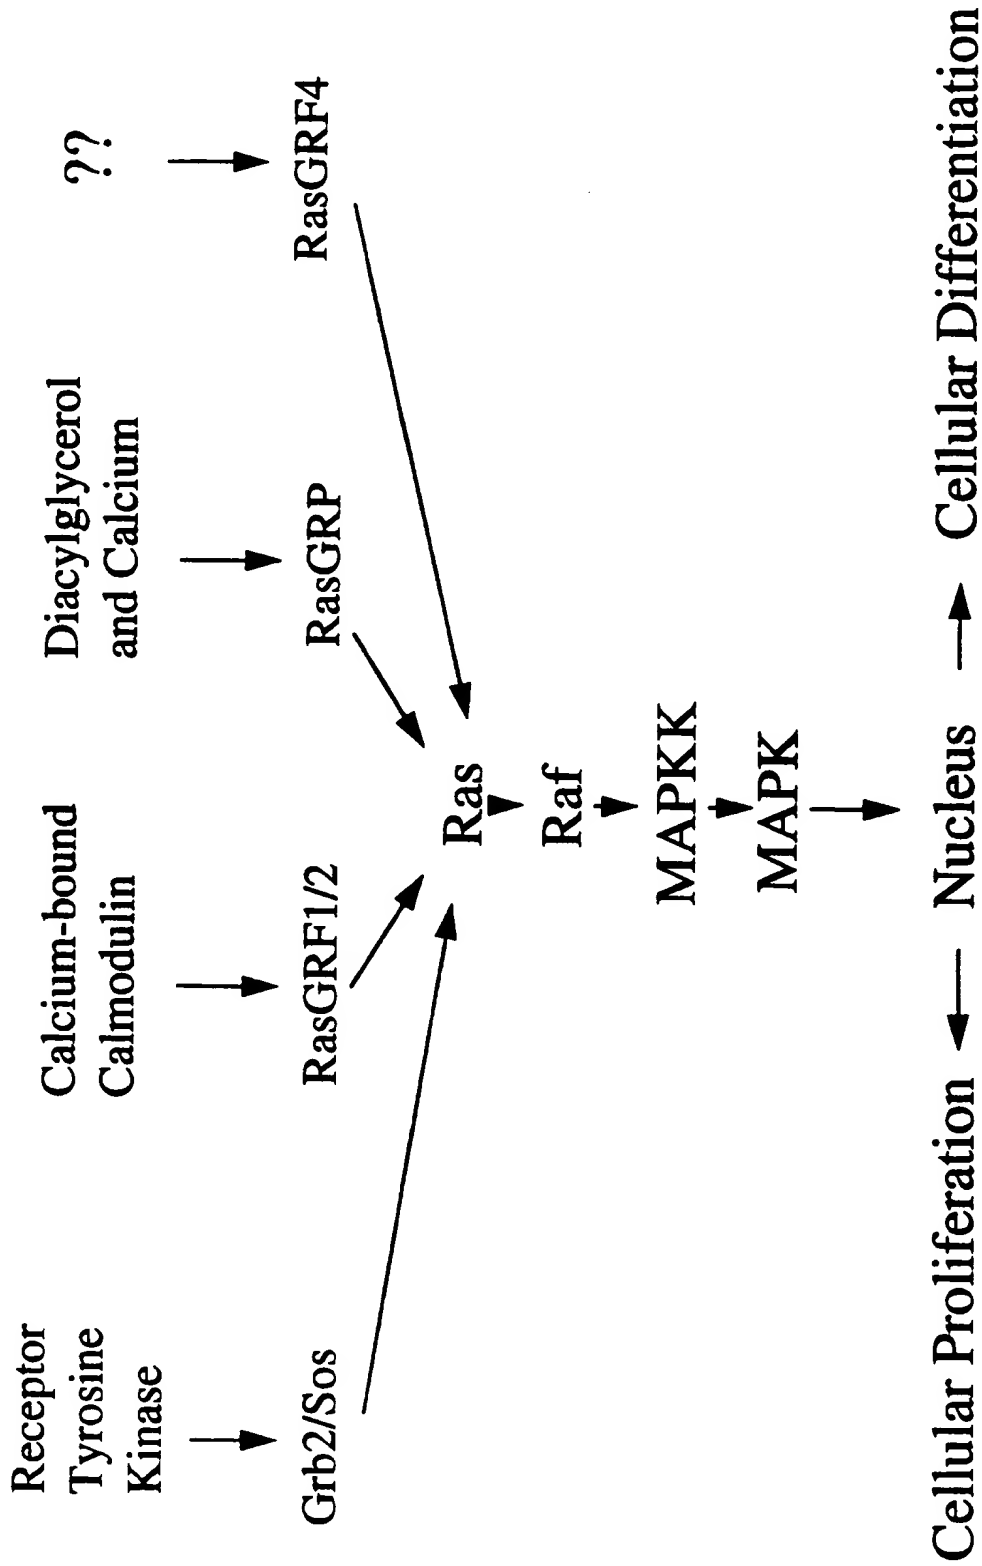 Receptor
Tyrosine
Kinase
Calcium-bound
Calmodulin
Diacylglycerol
and Calcium
??
Grb2/Sos
RasGRF1/2
RasGRP
RasGRF4
Ras
Raf
MAPKK
MAPK
Cellular Proliferation
Nucleus
Cellular Differentiation